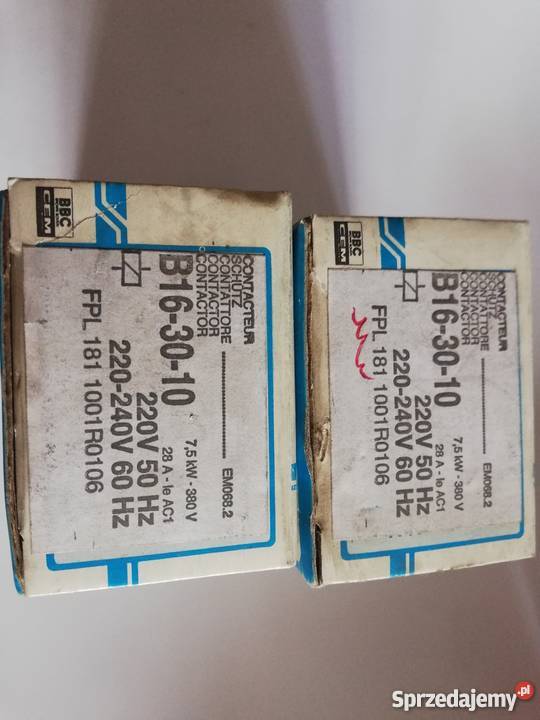 BBC
CEM
CONTACTEUR
SCHÜTZ
CONTATTORE
CONTACTOR
EM068.2
B16-30-10
7,5 kW - 380 V
28 A - Ie AC1
220V 50 Hz
220-240V 60 Hz
FPL 181 1001R0106
BBC
CEM
CONTACTEUR
SCHÜTZ
CONTATTORE
CONTACTOR
EM068.2
B16-30-10
7,5 kW - 380 V
28 A - Ie AC1
220V 50 Hz
220-240V 60 Hz
FPL 181 1001R0106
Sprzedajemy.pl